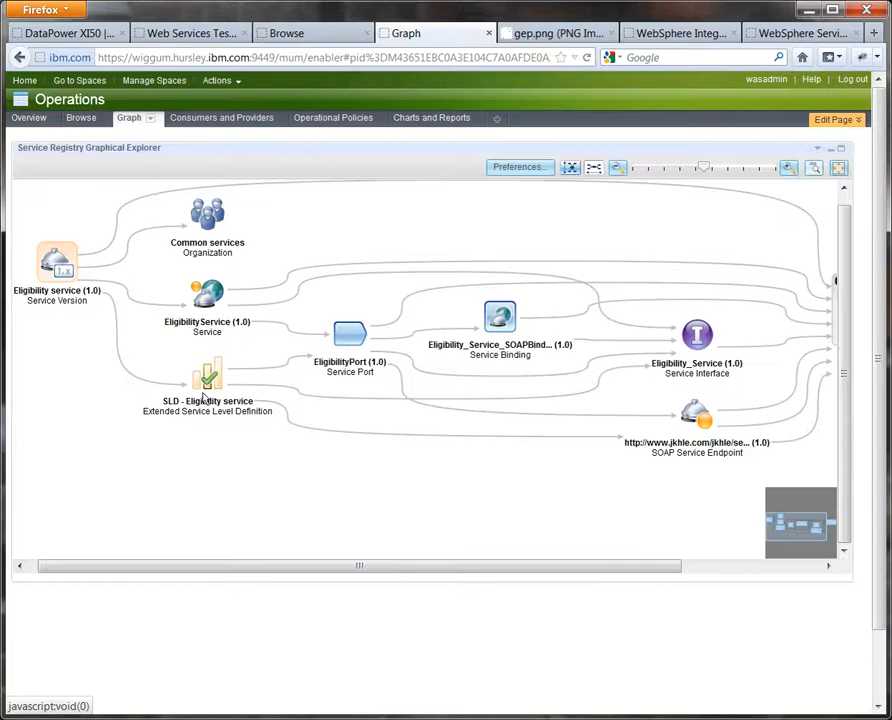 Firefox
DataPower XI50 |...
Web Services Tes...
Browse
Graph
gep.png (PNG Im...
WebSphere Integ...
WebSphere Servi...
ibm.com
https://wiggum.hursley.ibm.com:9449/mum/enabler#pid%3DM43651EBC0A3E104C7A0AFDE0A.
Google
Home
Go to Spaces
Manage Spaces
Actions
wasadmin
Help
Log out
Operations
Overview
Browse
Graph
Consumers and Providers
Operational Policies
Charts and Reports
Edit Page
Service Registry Graphical Explorer
Preferences...
Common services
Organization
1.x
Eligibility service (1.0)
Service Version
EligibilityService (1.0)
Service
Eligibility_Service_SOAPBind... (1.0)
Service Binding
EligibilityPort (1.0)
Service Port
I
Eligibility_Service (1.0)
Service Interface
SLD - Eligibility service
Extended Service Level Definition
http://www.jkhle.com/jkhle/se... (1.0)
SOAP Service Endpoint
javascript:void(0)